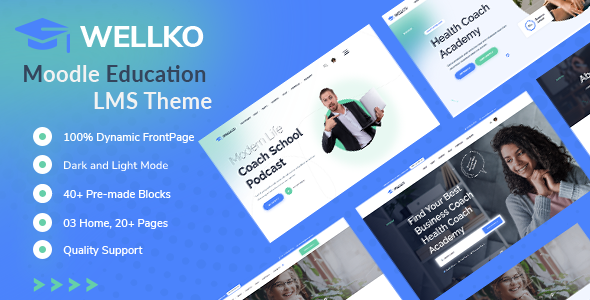 WELLKO
Moodle Education
LMS Theme
100% Dynamic FrontPage
Dark and Light Mode
40+ Pre-made Blocks
03 Home, 20+ Pages
Quality Support
Modern Life
Coach School
Podcast
Health Coach
Academy
Find Your Best
Business Coach
Health Coach
Academy